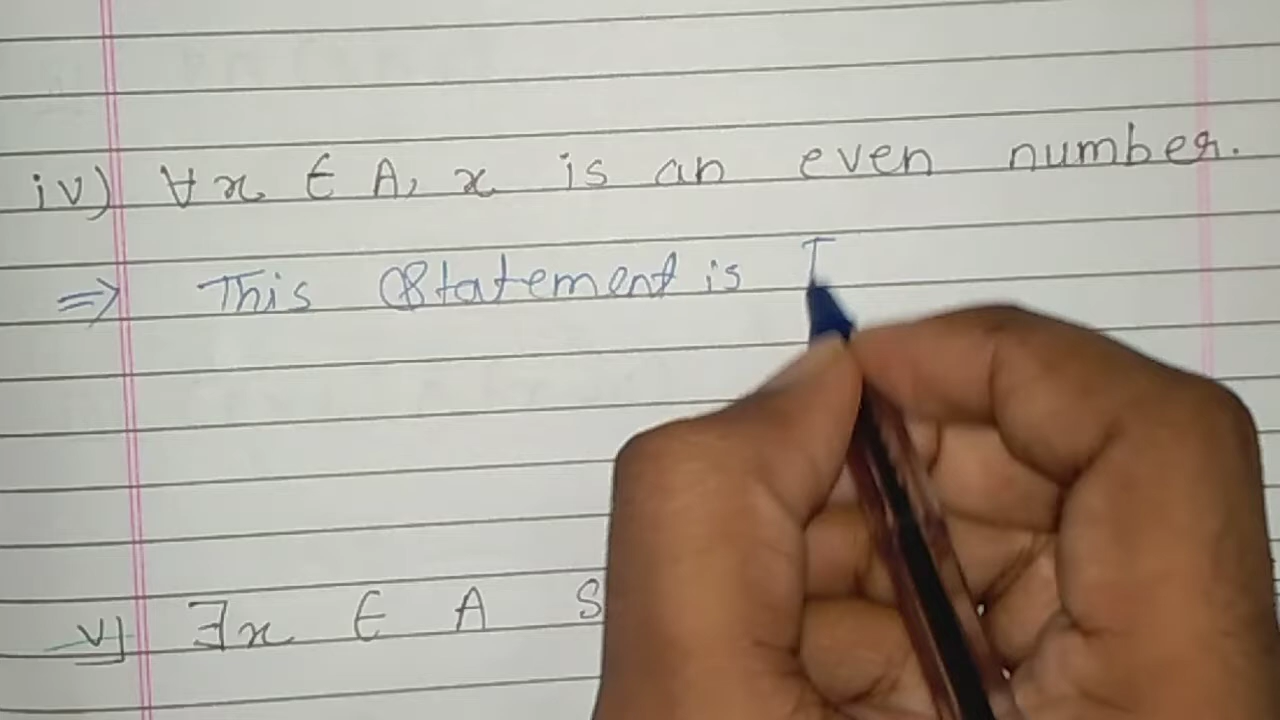 iv) ∀x ∈ A, x is an even number.
⇒ This Statement is
v) ∃x ∈ A S